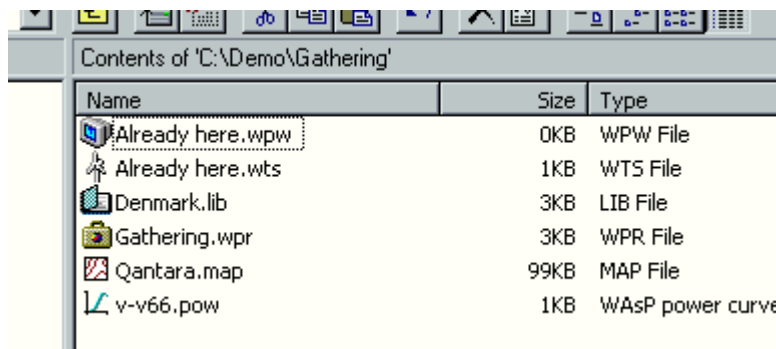 Contents of 'C:\Demo\Gathering'
Name Size Type
Already here.wpw 0KB WPW File
Already here.wts 1KB WTS File
Denmark.lib 3KB LIB File
Gathering.wpr 3KB WPR File
Qantara.map 99KB MAP File
v-v66.pow 1KB WAsP power curve